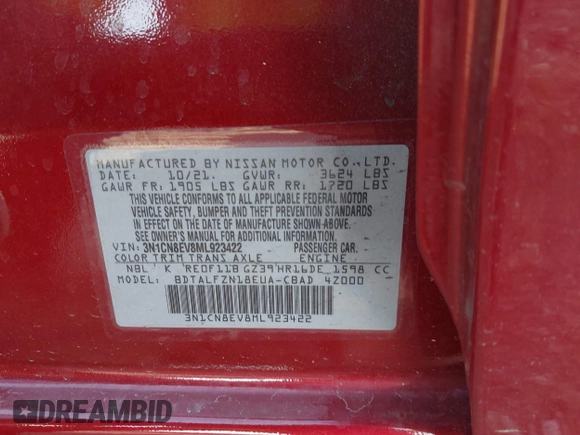 MANUFACTURED BY NISSAN MOTOR CO.,LTD.
DATE: 10/21. GVWR: 3624 LBS
GAWR FR: 1905 LBS GAWR RR: 1720 LBS
THIS VEHICLE CONFORMS TO ALL APPLICABLE FEDERAL MOTOR
VEHICLE SAFETY, BUMPER AND THEFT PREVENTION STANDARDS
IN EFFECT ON THE DATE OF MANUFACTURE SHOWN ABOVE.
SEE OWNER'S MANUAL FOR ADDITIONAL INFORMATION.
VIN: 3N1CN8EV8ML923422 PASSENGER CAR.
COLOR TRIM TRANS AXLE ENGINE
NBL K RE0F11B GZ39 HR16DE 1598 CC
MODEL: BDTALFZN18EUA-CBAD 4Z000
3N1CN8EV8ML923422
DREAMBID